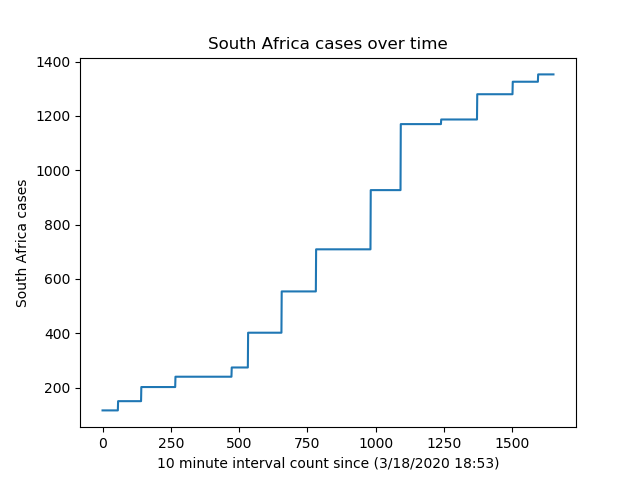 South Africa cases over time
1400
1200
1000
800
600
400
200
South Africa cases
0 250 500 750 1000 1250 1500
10 minute interval count since (3/18/2020 18:53)